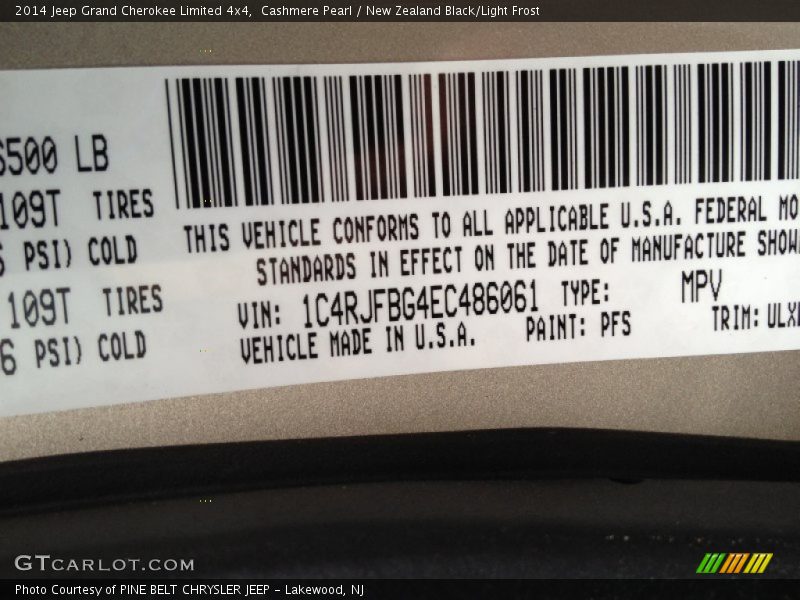 2014 Jeep Grand Cherokee Limited 4x4, Cashmere Pearl / New Zealand Black/Light Frost
6500 LB
109T TIRES
PSI) COLD
109T TIRES
6 PSI) COLD
THIS VEHICLE CONFORMS TO ALL APPLICABLE U.S.A. FEDERAL MO
STANDARDS IN EFFECT ON THE DATE OF MANUFACTURE SHOW
VIN: 1C4RJFBG4EC486061 TYPE: MPV
VEHICLE MADE IN U.S.A. PAINT: PFS TRIM: ULX
GTCARLOT.COM
Photo Courtesy of PINE BELT CHRYSLER JEEP - Lakewood, NJ